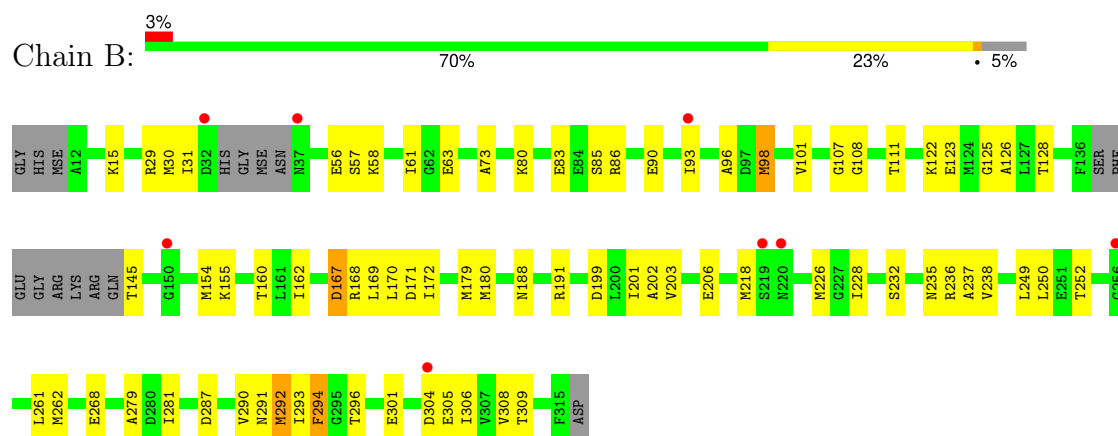 3%
Chain B:
70% 23% • 5%
GLY HIS MSE A12 K15 R29 M30 I31 D32 HIS GLY MSE ASN N37 E56 S57 K58 I61 G62 E63 A73 K80 E83 E84 S85 R86 E90 I93 A96 D97 M98 V101 G107 G108 T111 K122 E123 M124 G125 A126 L127 T128 F136 SER PHE
GLU GLY ARG LYS ARG GLN T145 G150 M154 K155 T160 L161 I162 D167 R168 L169 L170 D171 I172 M179 M180 N188 R191 D199 L200 I201 A202 V203 E206 M218 S219 N220 M226 G227 I228 S232 N235 R236 A237 V238 L249 L250 E251 T252 G256
L261 M262 E268 A279 D280 I281 D287 V290 N291 M292 I293 F294 G295 T296 E301 D304 E305 I306 V307 V308 T309 F315 ASP